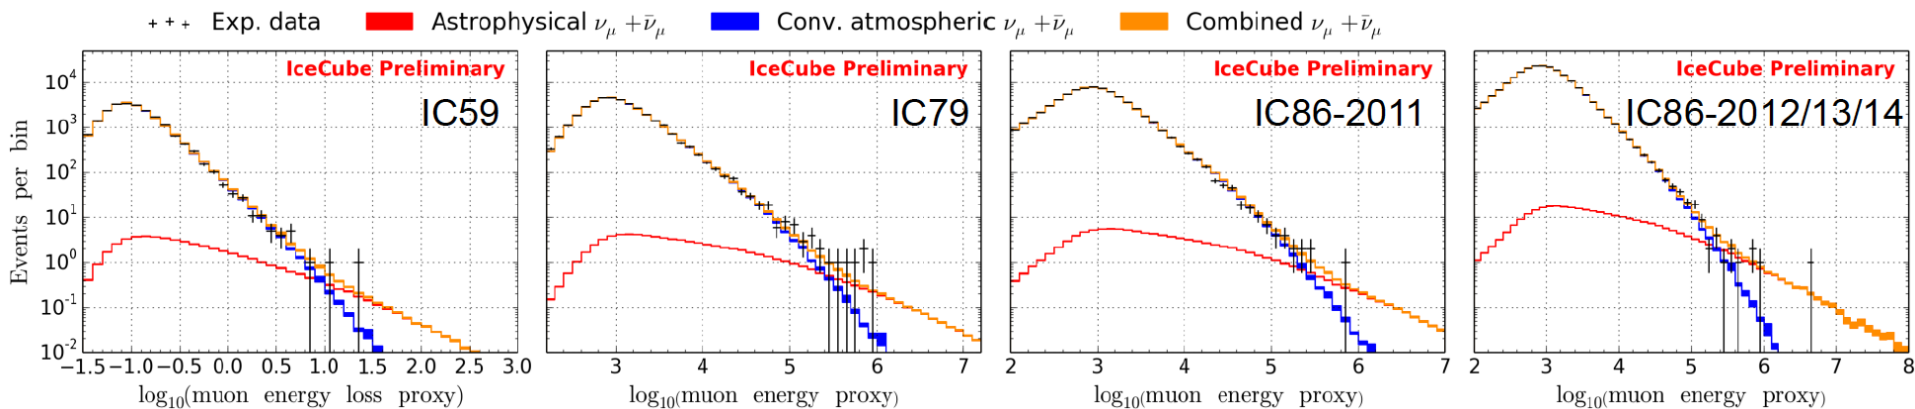 Exp. data Astrophysical ν_μ + ν̄_μ Conv. atmospheric ν_μ + ν̄_μ Combined ν_μ + ν̄_μ
IceCube Preliminary IceCube Preliminary IceCube Preliminary IceCube Preliminary
IC59 IC79 IC86-2011 IC86-2012/13/14
Events per bin
10^4
10^3
10^2
10^1
10^0
10^-1
10^-2
−1.5 −1.0 −0.5 0.0 0.5 1.0 1.5 2.0 2.5 3.0 3 4 5 6 7 2 3 4 5 6 7 2 3 4 5 6 7 8
log10(muon energy loss proxy) log10(muon energy proxy) log10(muon energy proxy) log10(muon energy proxy)